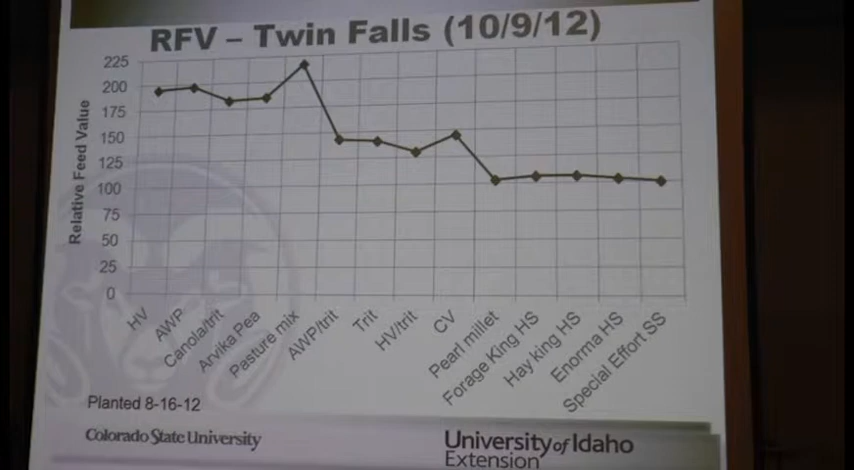 RFV – Twin Falls (10/9/12)
Relative Feed Value
225
200
175
150
125
100
75
50
25
0
HV
AWP
Canola/trit
Arvika Pea
Pasture mix
AWP/trit
Trit
HV/trit
CV
Pearl millet
Forage King HS
Hay king HS
Enorma HS
Special Effort SS
Planted 8-16-12
Colorado State University
University of Idaho
Extension